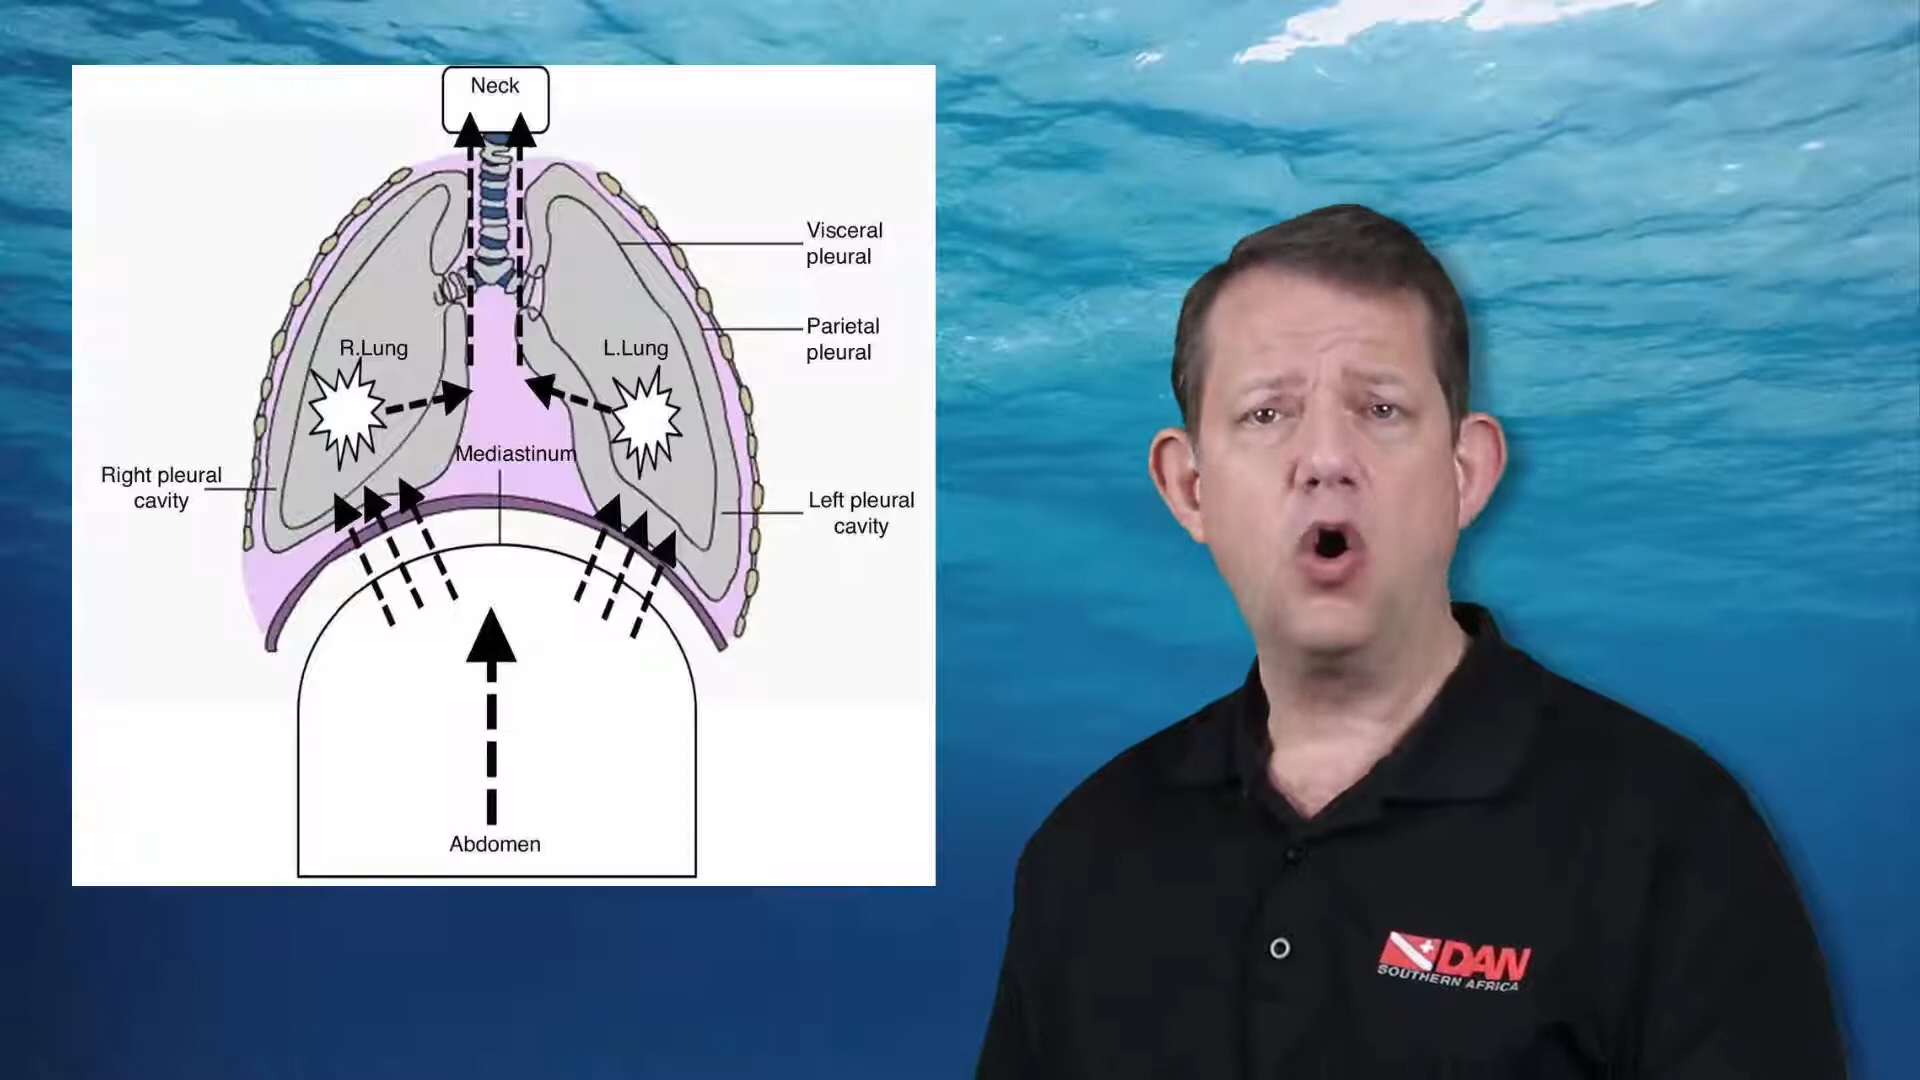 Neck
Visceral
pleural
Parietal
pleural
R.Lung
L.Lung
Mediastinum
Right pleural
cavity
Left pleural
cavity
Abdomen
DAN
SOUTHERN AFRICA